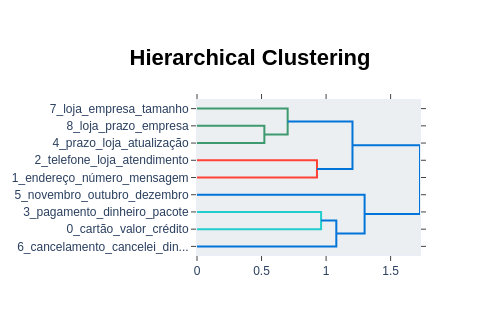 Hierarchical Clustering
7_loja_empresa_tamanho
8_loja_prazo_empresa
4_prazo_loja_atualização
2_telefone_loja_atendimento
1_endereço_número_mensagem
5_novembro_outubro_dezembro
3_pagamento_dinheiro_pacote
0_cartão_valor_crédito
6_cancelamento_cancelei_din...
0 0.5 1 1.5